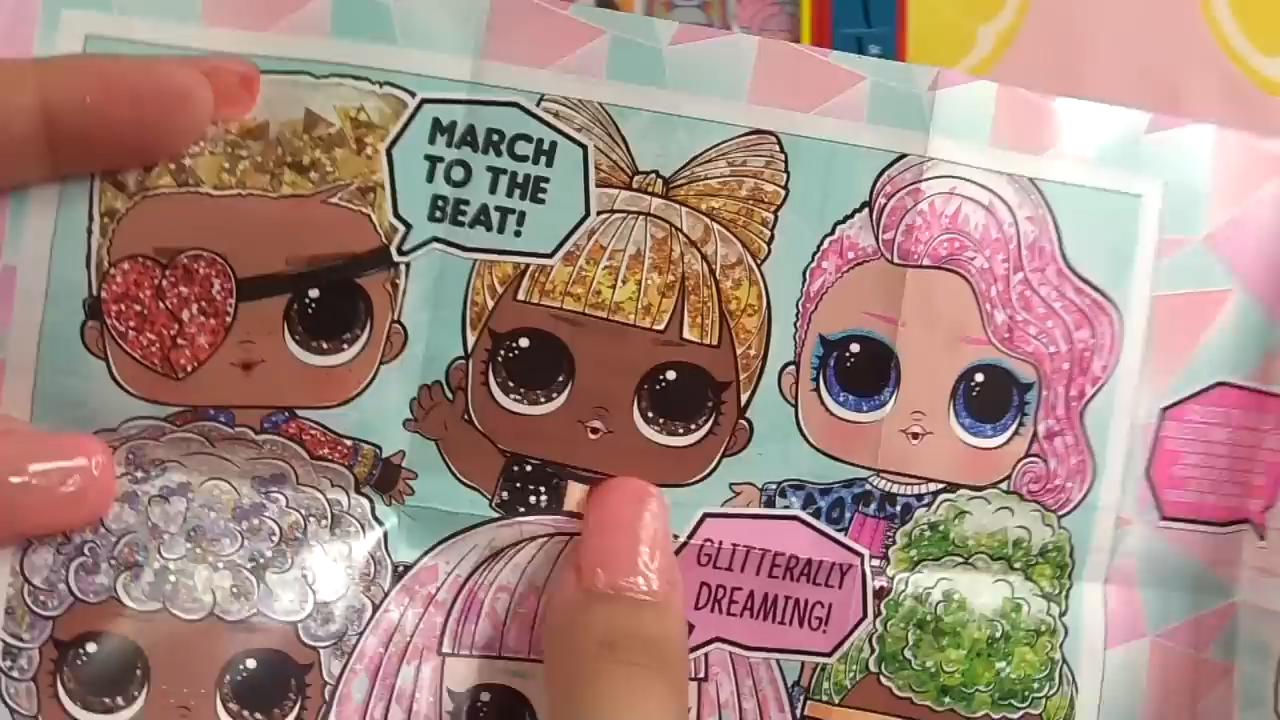 MARCH
TO THE
BEAT!
GLITTERALLY
DREAMING!